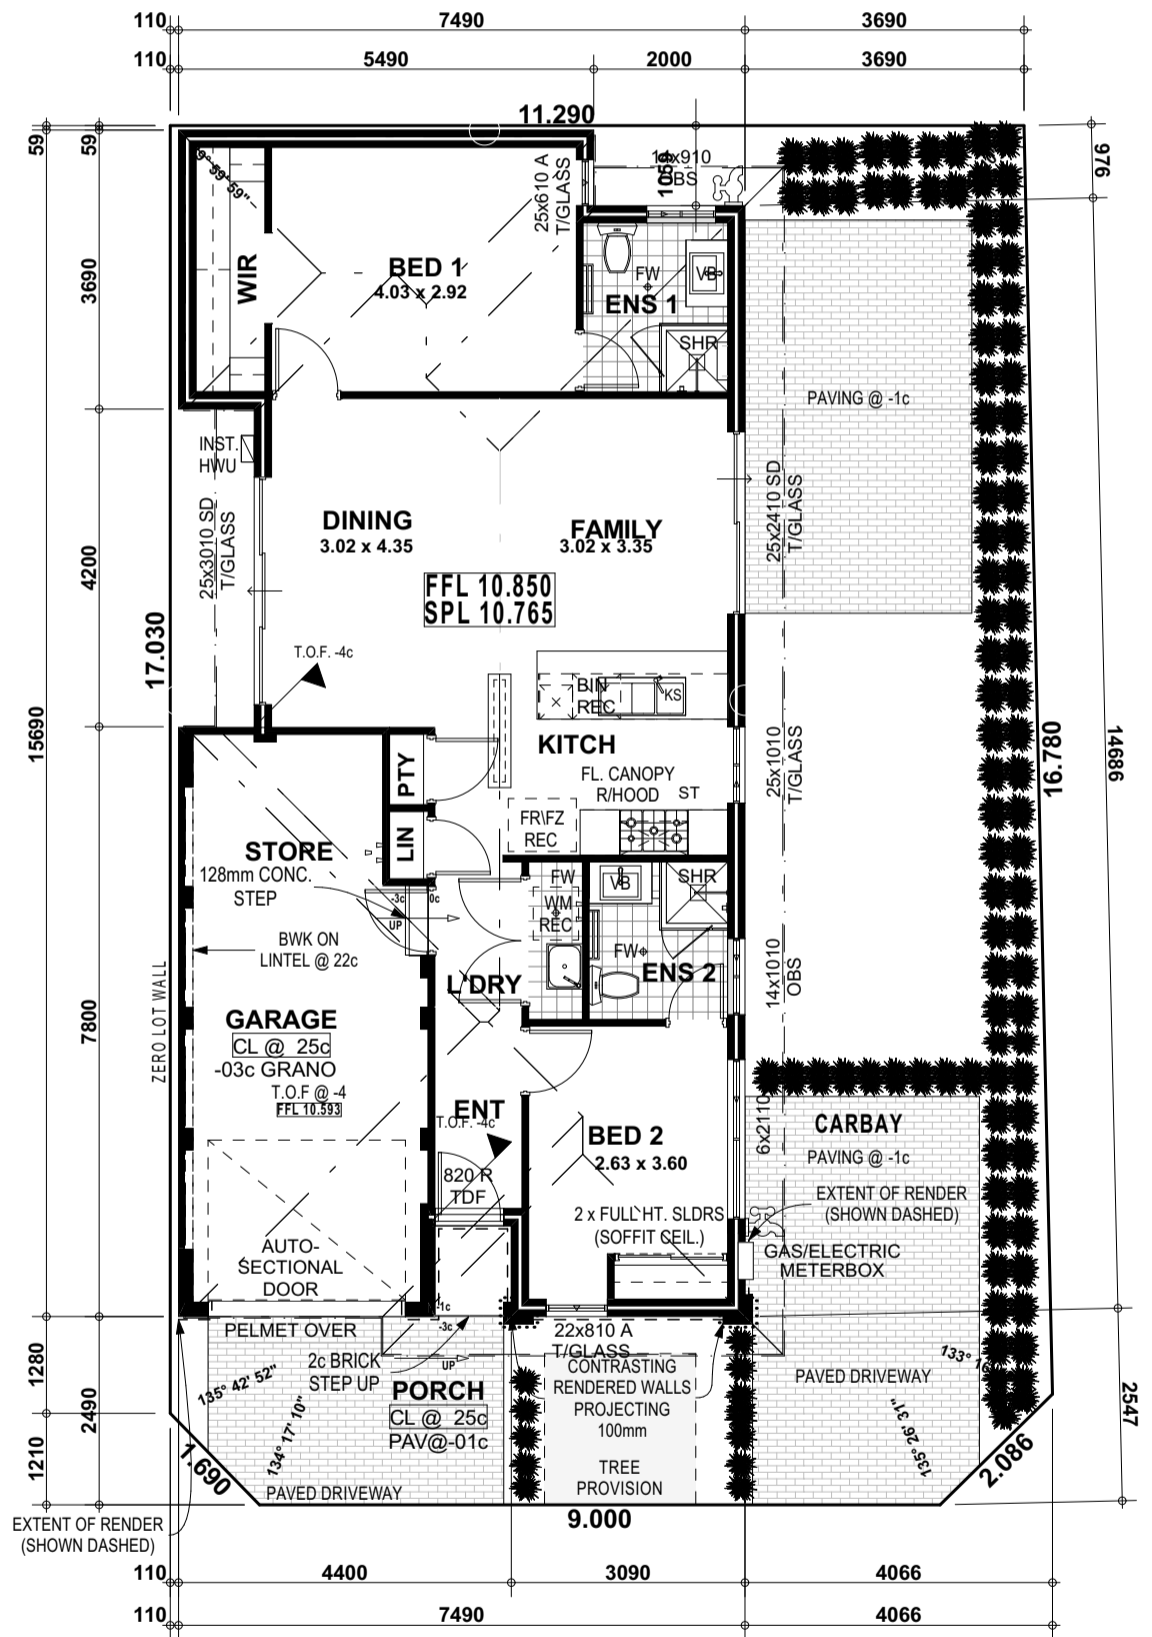 110
7490
3690
110
5490
2000
3690
11.290
59
59
976
25x610 A
T/GLASS
14x910
OBS
3690
WIR
BED 1
4.03 x 2.92
FW
VB
ENS 1
SHR
PAVING @ -1c
INST.
HWU
25x3010 SD
T/GLASS
DINING
3.02 x 4.35
FAMILY
3.02 x 3.35
25x2410 SD
T/GLASS
4200
FFL 10.850
SPL 10.765
17.030
T.O.F. -4c
BIN
REC
KS
15690
KITCH
FL. CANOPY
R/HOOD
ST
25x1010
T/GLASS
16.780
14686
PTY
FR\FZ
REC
LIN
STORE
128mm CONC.
STEP
-3c
0c
UP
FW
WM
REC
VB
SHR
BWK ON
LINTEL @ 22c
FW
ENS 2
14x1010
OBS
L'DRY
7800
ZERO LOT WALL
GARAGE
CL @ 25c
-03c GRANO
T.O.F @ -4
FFL 10.593
ENT
T.O.F. -4c
BED 2
2.63 x 3.60
6x2110
CARBAY
PAVING @ -1c
820 R
TDF
EXTENT OF RENDER
(SHOWN DASHED)
2 x FULL HT. SLDRS
(SOFFIT CEIL.)
AUTO-
SECTIONAL
DOOR
GAS/ELECTRIC
METERBOX
-1c
-3c
PELMET OVER
22x810 A
T/GLASS
1280
2c BRICK
STEP UP
UP
CONTRASTING
RENDERED WALLS
PROJECTING
100mm
135° 42' 52"
PORCH
CL @ 25c
PAV@-01c
PAVED DRIVEWAY
2490
2547
134° 17' 10"
135° 26' 31"
1210
1.690
TREE
PROVISION
2.086
PAVED DRIVEWAY
EXTENT OF RENDER
(SHOWN DASHED)
9.000
110
4400
3090
4066
110
7490
4066